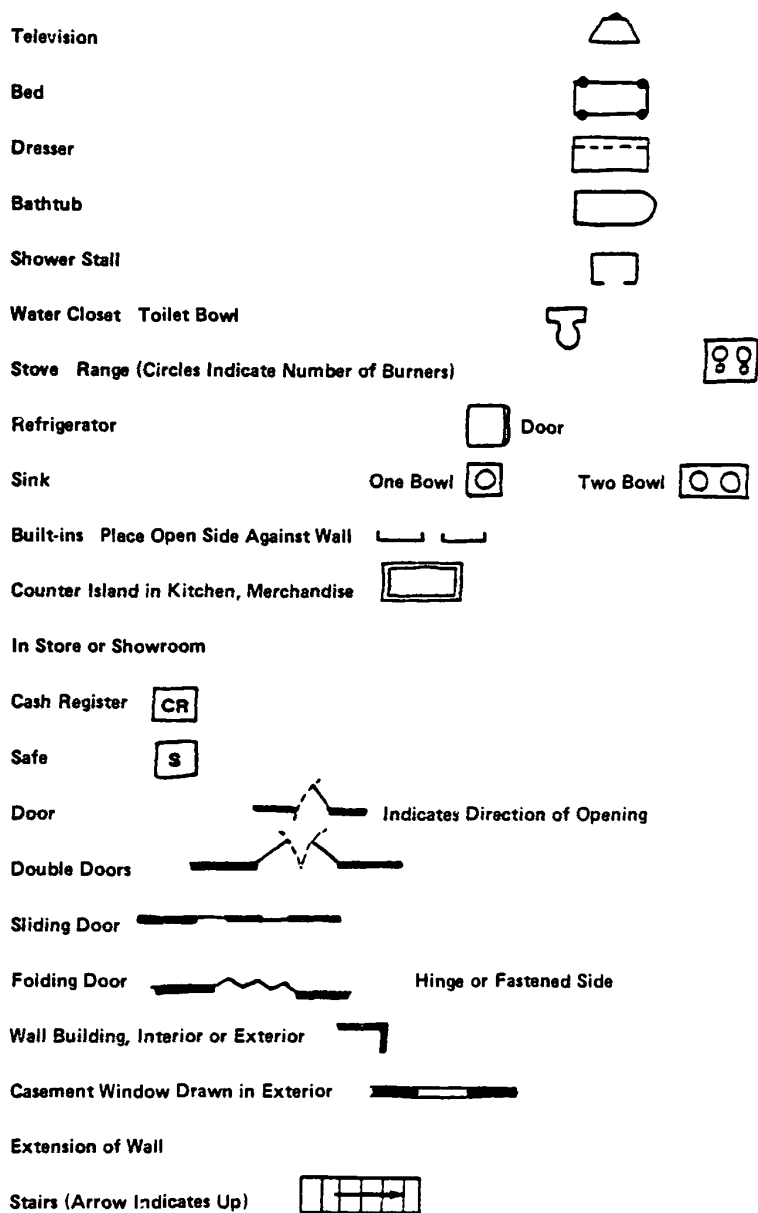 Television
Bed
Dresser
Bathtub
Shower Stall
Water Closet Toilet Bowl
Stove Range (Circles Indicate Number of Burners)
Refrigerator Door
Sink One Bowl Two Bowl
Built-ins Place Open Side Against Wall
Counter Island in Kitchen, Merchandise
In Store or Showroom
Cash Register CR
Safe S
Door Indicates Direction of Opening
Double Doors
Sliding Door
Folding Door Hinge or Fastened Side
Wall Building, Interior or Exterior
Casement Window Drawn in Exterior
Extension of Wall
Stairs (Arrow Indicates Up)